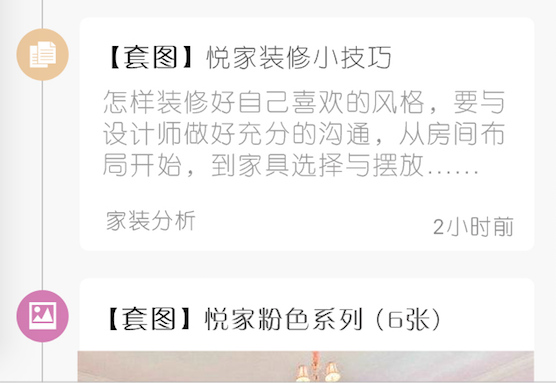 【套图】悦家装修小技巧
怎样装修好自己喜欢的风格，要与
设计师做好充分的沟通，从房间布
局开始，到家具选择与摆放……
家装分析
2小时前
【套图】悦家粉色系列（6张）